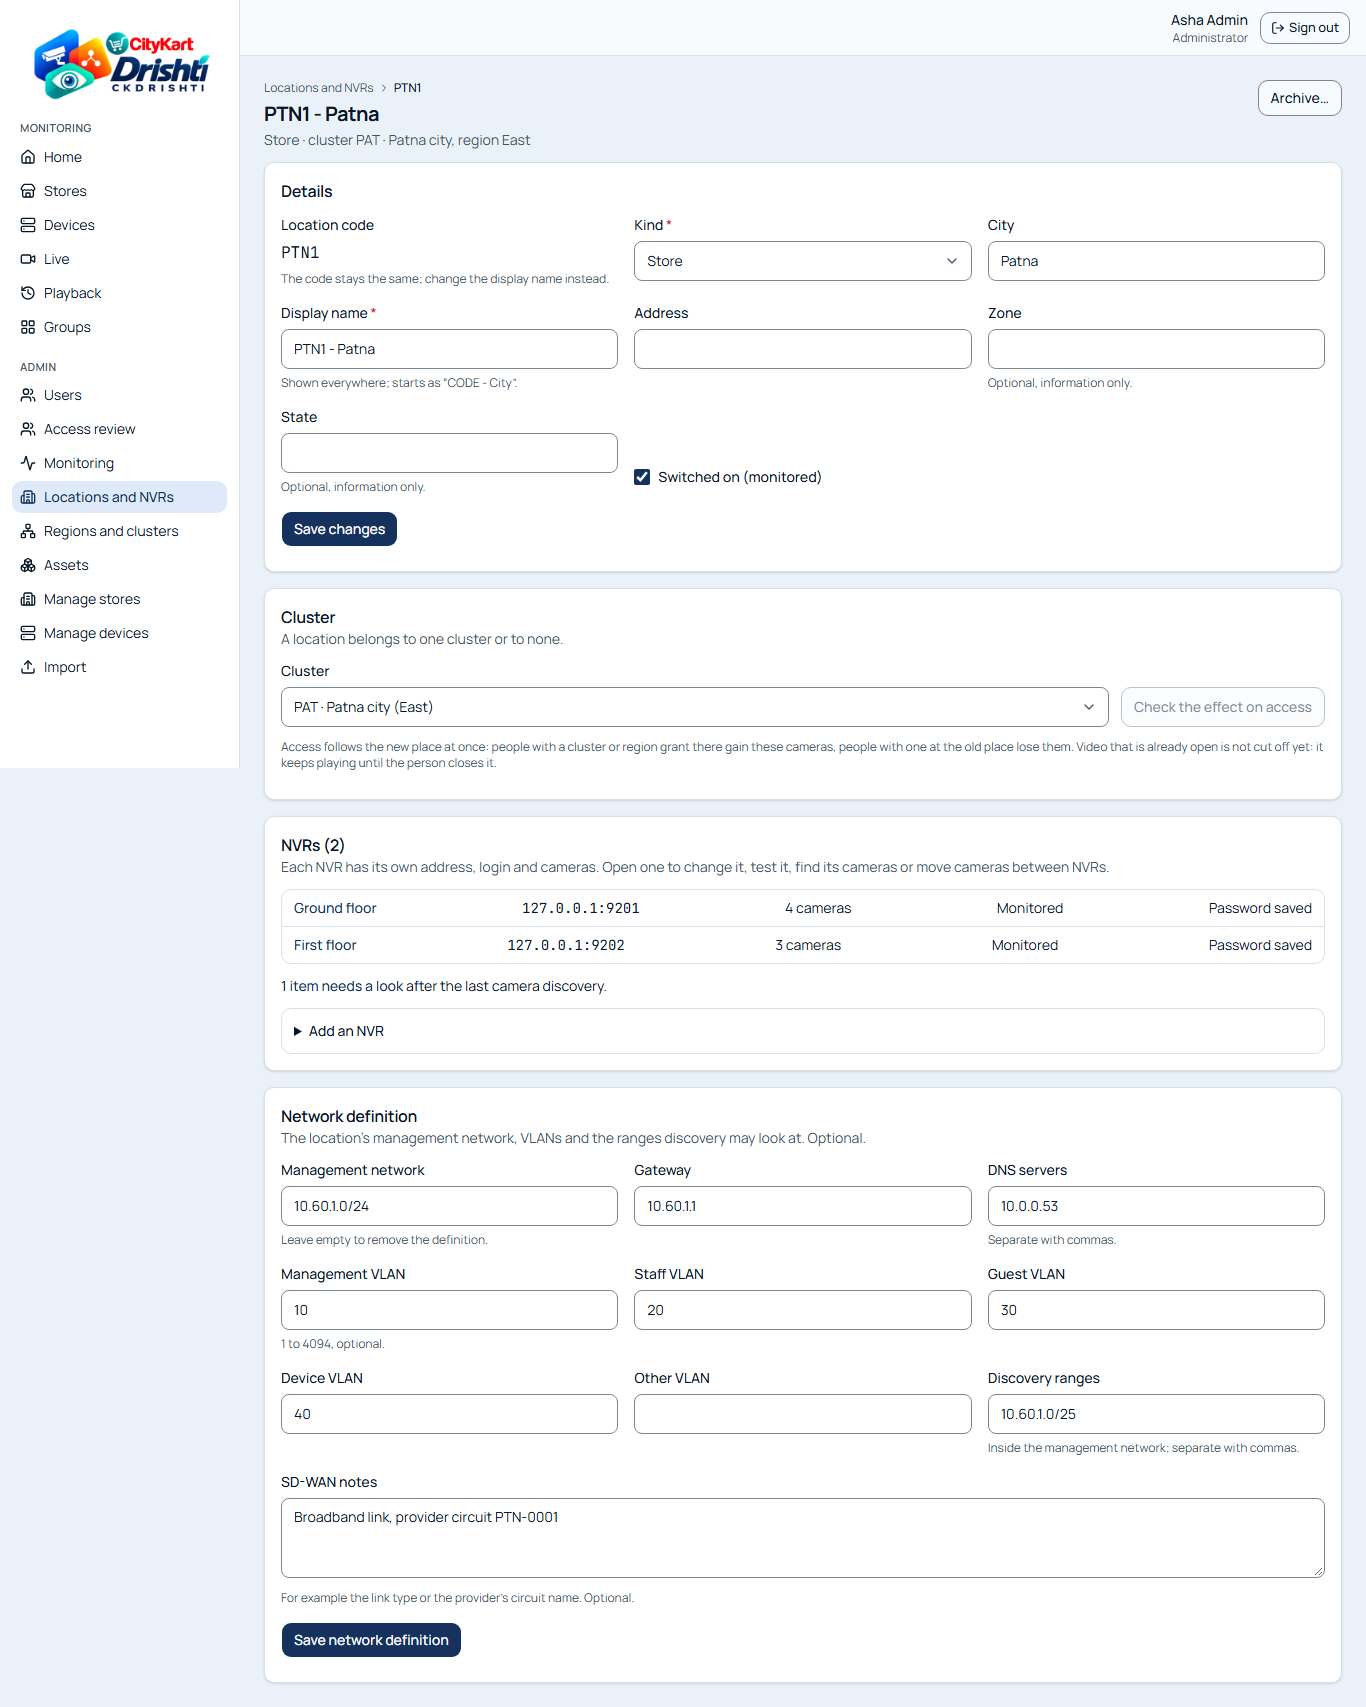 CityKart
Drishti
CKDRISHTI
Asha Admin
Administrator
Sign out
MONITORING
Home
Stores
Devices
Live
Playback
Groups
ADMIN
Users
Access review
Monitoring
Locations and NVRs
Regions and clusters
Assets
Manage stores
Manage devices
Import
Locations and NVRs > PTN1
PTN1 - Patna
Store · cluster PAT · Patna city, region East
Archive...
Details
Location code
PTN1
The code stays the same; change the display name instead.
Kind *
Store
City
Patna
Display name *
PTN1 - Patna
Shown everywhere; starts as “CODE - City”.
Address
Zone
Optional, information only.
State
Optional, information only.
Switched on (monitored)
Save changes
Cluster
A location belongs to one cluster or to none.
Cluster
PAT · Patna city (East)
Check the effect on access
Access follows the new place at once: people with a cluster or region grant there gain these cameras, people with one at the old place lose them. Video that is already open is not cut off yet: it
keeps playing until the person closes it.
NVRs (2)
Each NVR has its own address, login and cameras. Open one to change it, test it, find its cameras or move cameras between NVRs.
Ground floor 127.0.0.1:9201 4 cameras Monitored Password saved
First floor 127.0.0.1:9202 3 cameras Monitored Password saved
1 item needs a look after the last camera discovery.
Add an NVR
Network definition
The location's management network, VLANs and the ranges discovery may look at. Optional.
Management network
10.60.1.0/24
Leave empty to remove the definition.
Gateway
10.60.1.1
DNS servers
10.0.0.53
Separate with commas.
Management VLAN
10
1 to 4094, optional.
Staff VLAN
20
Guest VLAN
30
Device VLAN
40
Other VLAN
Discovery ranges
10.60.1.0/25
Inside the management network; separate with commas.
SD-WAN notes
Broadband link, provider circuit PTN-0001
For example the link type or the provider's circuit name. Optional.
Save network definition